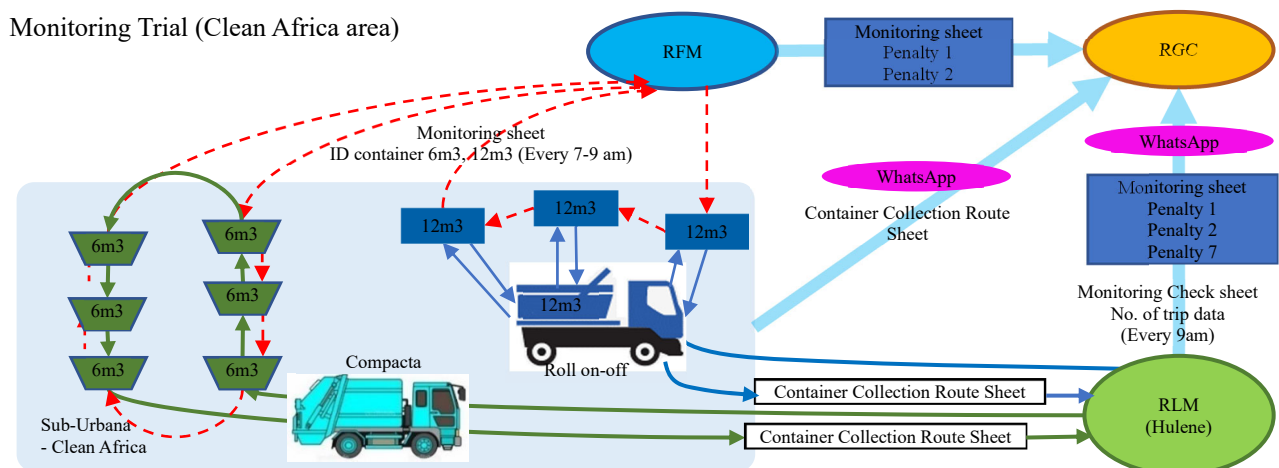 Monitoring Trial (Clean Africa area)
RFM
Monitoring sheet
Penalty 1
Penalty 2
RGC
Monitoring sheet
ID container 6m3, 12m3 (Every 7-9 am)
WhatsApp
WhatsApp
Container Collection Route
Sheet
Monitoring sheet
Penalty 1
Penalty 2
Penalty 7
Monitoring Check sheet
No. of trip data
(Every 9am)
12m3
12m3
12m3
12m3
Roll on-off
6m3
6m3
6m3
6m3
6m3
6m3
Compacta
Sub-Urbana
- Clean Africa
Container Collection Route Sheet
Container Collection Route Sheet
RLM
(Hulene)